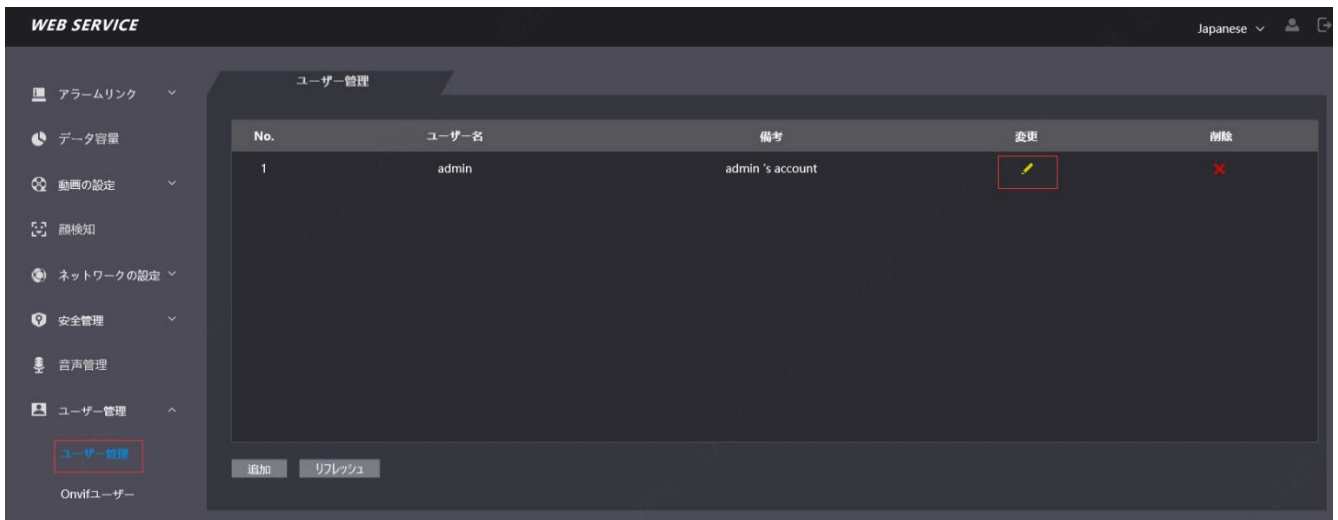 WEB SERVICE
Japanese
アラームリンク
データ容量
動画の設定
顔検知
ネットワークの設定
安全管理
音声管理
ユーザー管理
ユーザー管理
Onvifユーザー
ユーザー管理
No. ユーザー名 備考 変更 削除
1 admin admin 's account
追加 リフレッシュ